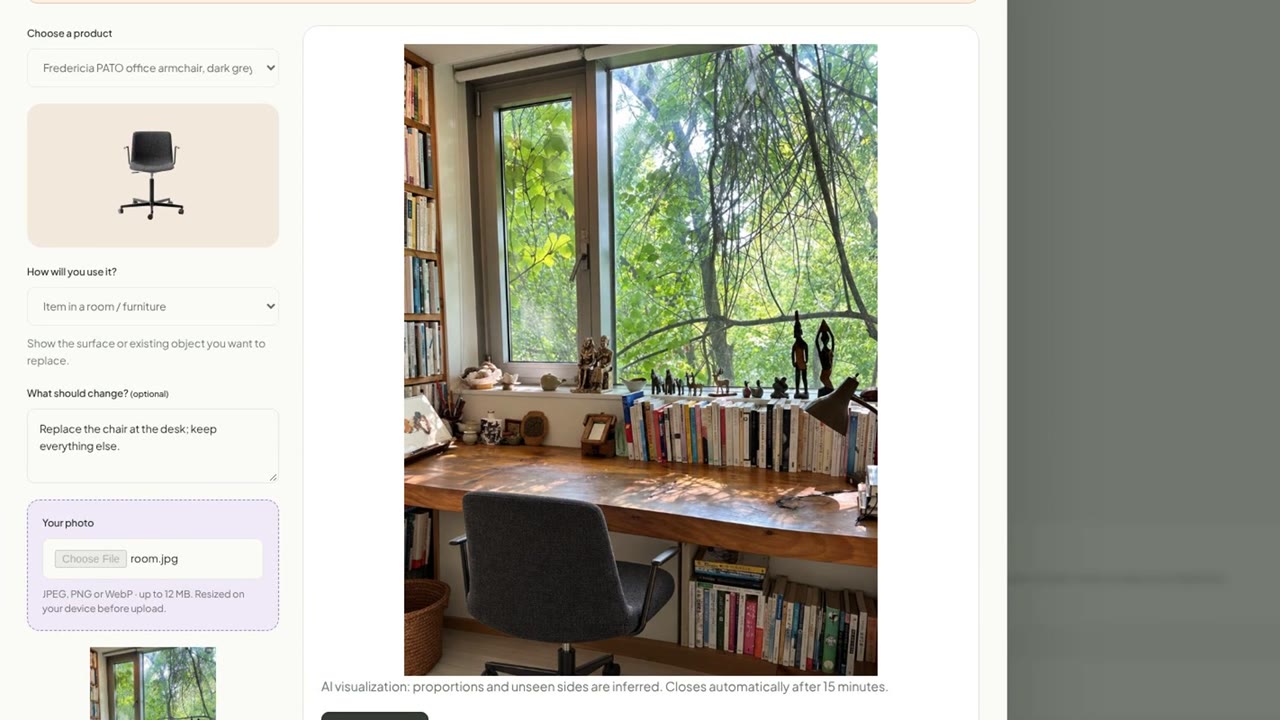 Choose a product
Fredericia PATO office armchair, dark grey
How will you use it?
Item in a room / furniture
Show the surface or existing object you want to
replace.
What should change? (optional)
Replace the chair at the desk; keep
everything else.
Your photo
Choose File room.jpg
JPEG, PNG or WebP · up to 12 MB. Resized on
your device before upload.
AI visualization: proportions and unseen sides are inferred. Closes automatically after 15 minutes.